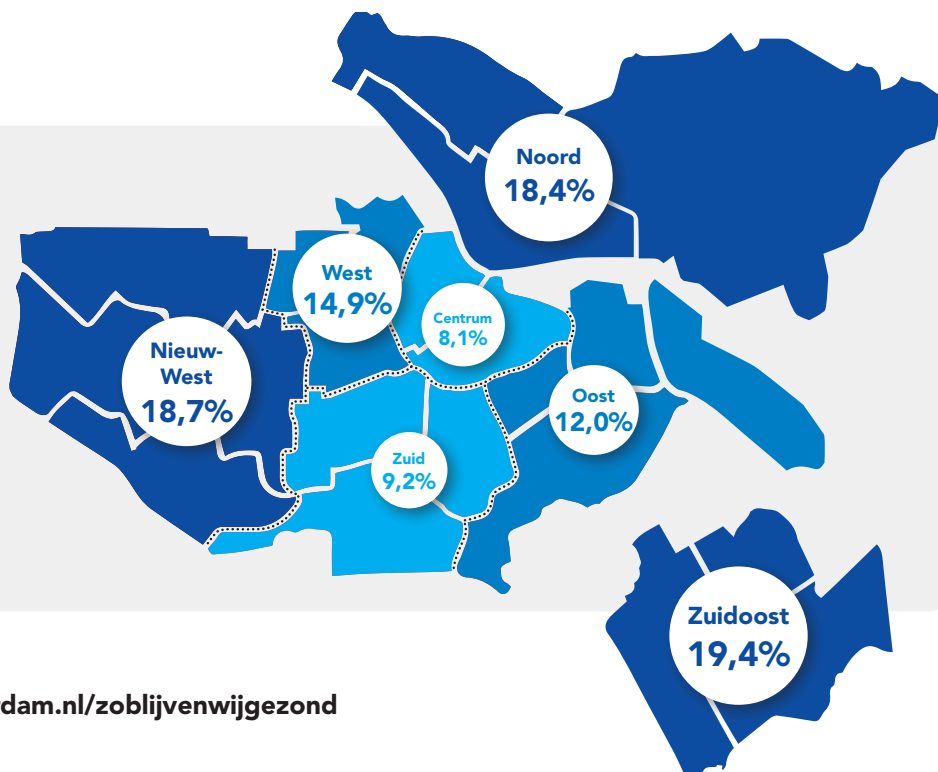 Noord
18,4%
West
14,9%
Centrum
8,1%
Nieuw-
West
18,7%
Oost
12,0%
Zuid
9,2%
Zuidoost
19,4%
dam.nl/zoblijvenwijgezond